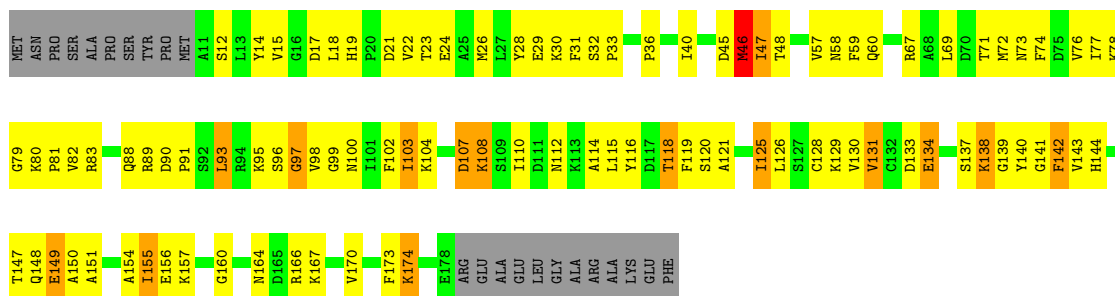 MET ASN PRO SER ALA PRO SER TYR PRO MET A11 S12 L13 Y14 V15 G16 D17 L18 H19 P20 D21 V22 T23 E24 A25 M26 L27 Y28 E29 K30 F31 S32 P33 P36 I40 D45 M46 I47 T48 V57 N58 F59 Q60 R67 A68 L69 D70 T71 M72 N73 F74 D75 V76 I77 K78
G79 K80 P81 V82 R83 Q88 R89 D90 P91 S92 L93 R94 K95 S96 G97 V98 G99 N100 I101 F102 I103 K104 D107 K108 S109 I110 D111 N112 K113 A114 L115 Y116 D117 T118 F119 S120 A121 I125 L126 S127 C128 K129 V130 V131 C132 D133 E134 S137 K138 G139 Y140 G141 F142 V143 H144
T147 Q148 E149 A150 A151 A154 I155 E156 K157 G160 N164 D165 R166 K167 V170 F173 K174 E178 ARG GLU ALA GLU LEU GLY ALA ARG ALA LYS GLU PHE